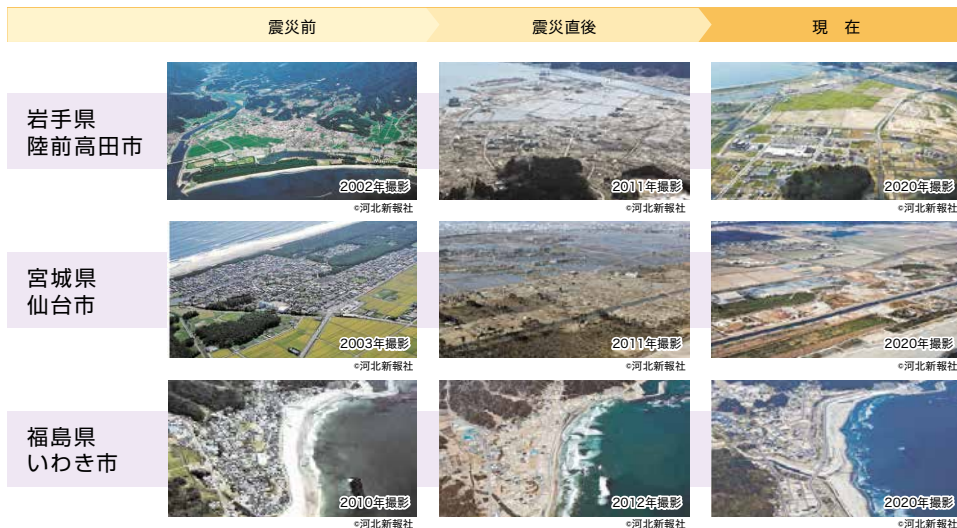 震災前
震災直後
現 在
岩手県
陸前高田市
2002年撮影
©河北新報社
2011年撮影
©河北新報社
2020年撮影
©河北新報社
宮城県
仙台市
2003年撮影
©河北新報社
2011年撮影
©河北新報社
2020年撮影
©河北新報社
福島県
いわき市
2010年撮影
©河北新報社
2012年撮影
©河北新報社
2020年撮影
©河北新報社